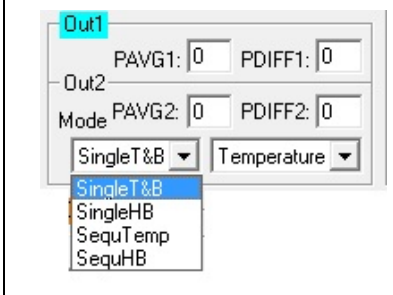 Out1
PAVG1: 0 PDIFF1: 0
Out2
Mode PAVG2: 0 PDIFF2: 0
SingleT&B Temperature
SingleT&B
SingleHB
SequTemp
SequHB